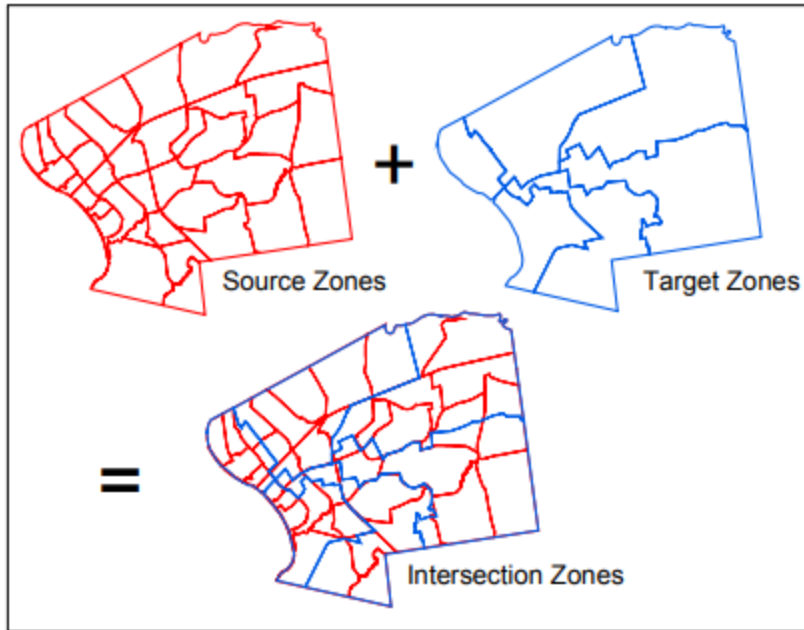 +
Source Zones
Target Zones
=
Intersection Zones